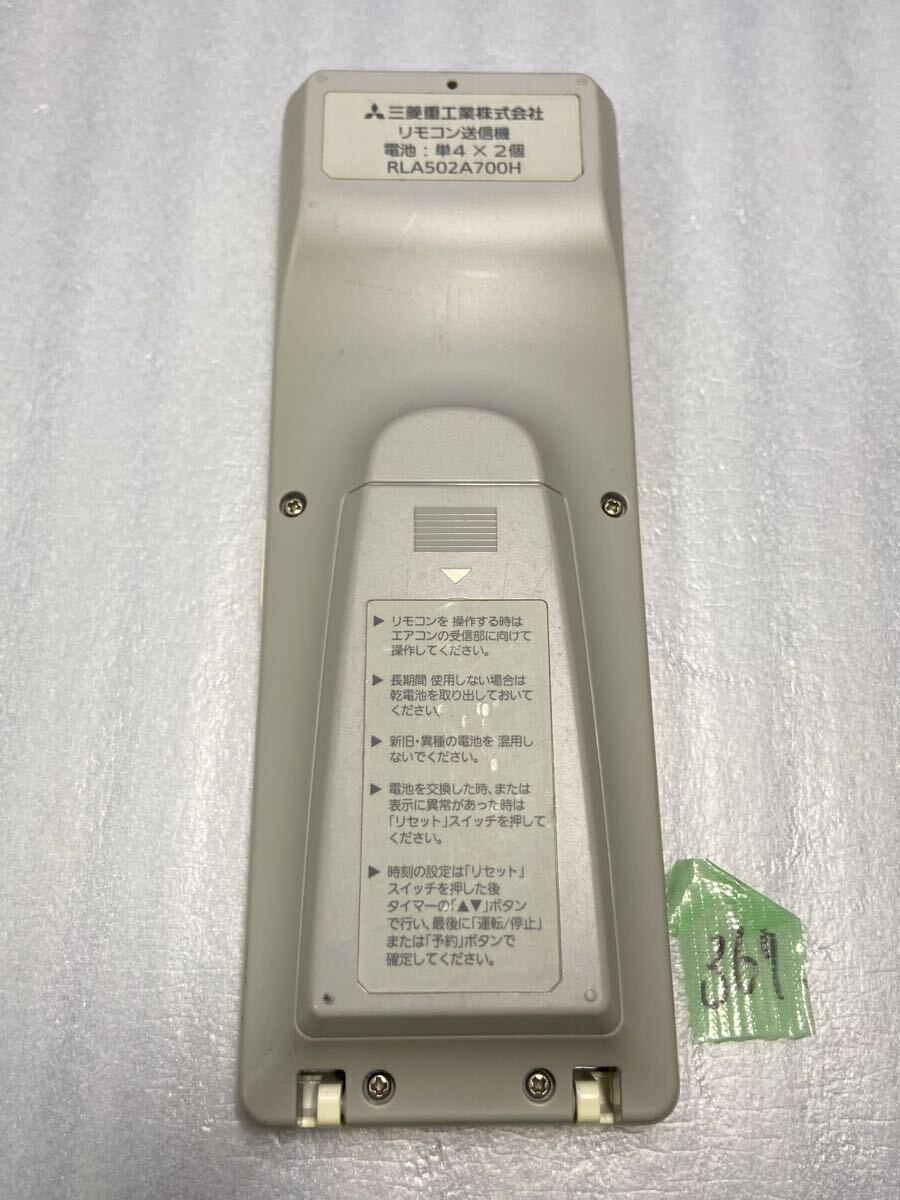 三菱重工業株式会社
リモコン送信機
電池:単4×2個
RLA502A700H
▶ リモコンを 操作する時は
エアコンの受信部に向けて
操作してください。
▶ 長期間 使用しない場合は
乾電池を取り出しておいて
ください。
▶ 新旧・異種の電池を 混用し
ないでください。
▶ 電池を交換した時、または
表示に異常があった時は
「リセット」スイッチを押して
ください。
▶ 時刻の設定は「リセット」
スイッチを押した後
タイマーの「▲▼」ボタン
で行い、最後に「運転/停止」
または「予約」ボタンで
確定してください。
369